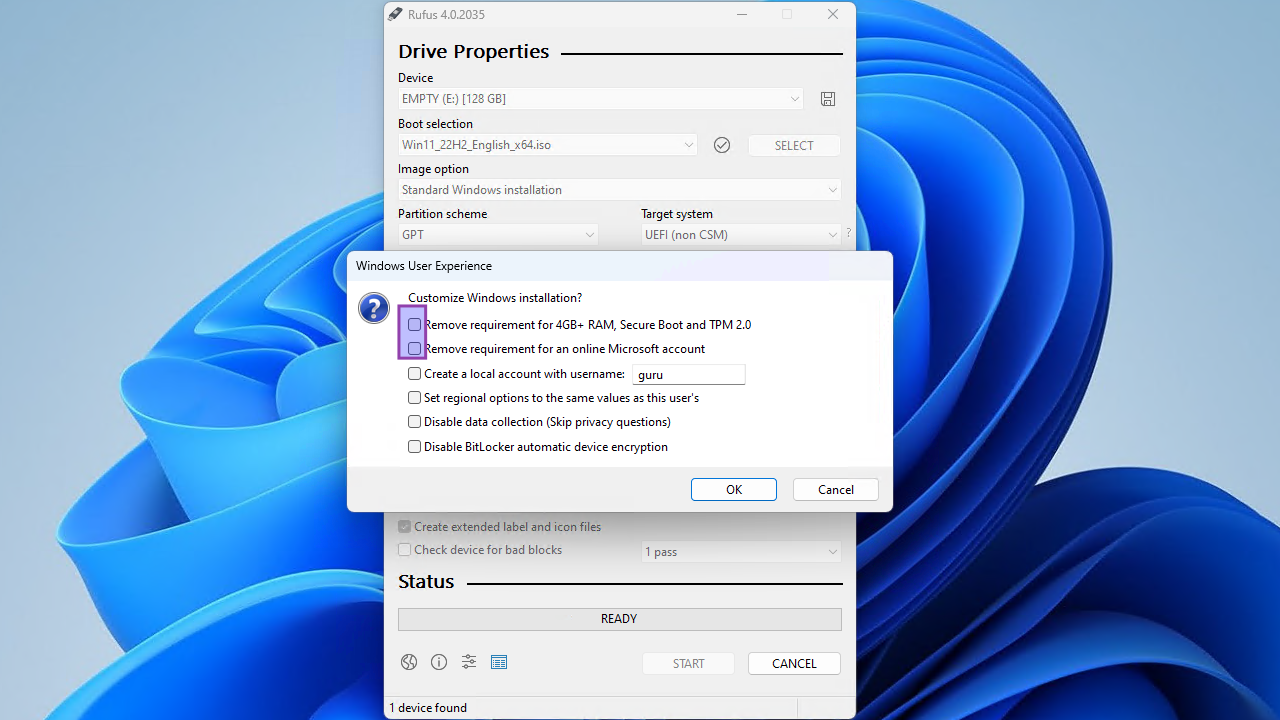 Rufus 4.0.2035
Drive Properties
Device
EMPTY (E:) [128 GB]
Boot selection
Win11_22H2_English_x64.iso
SELECT
Image option
Standard Windows installation
Partition scheme
Target system
GPT
UEFI (non CSM)
?
Windows User Experience
?
Customize Windows installation?
Remove requirement for 4GB+ RAM, Secure Boot and TPM 2.0
Remove requirement for an online Microsoft account
Create a local account with username: guru
Set regional options to the same values as this user's
Disable data collection (Skip privacy questions)
Disable BitLocker automatic device encryption
OK
Cancel
Create extended label and icon files
Check device for bad blocks
1 pass
Status
READY
START
CANCEL
1 device found